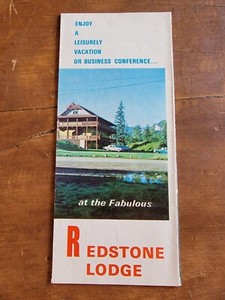 ENJOY
A
LEISURELY
VACATION
OR BUSINESS CONFERENCE...
at the Fabulous
REDSTONE
LODGE